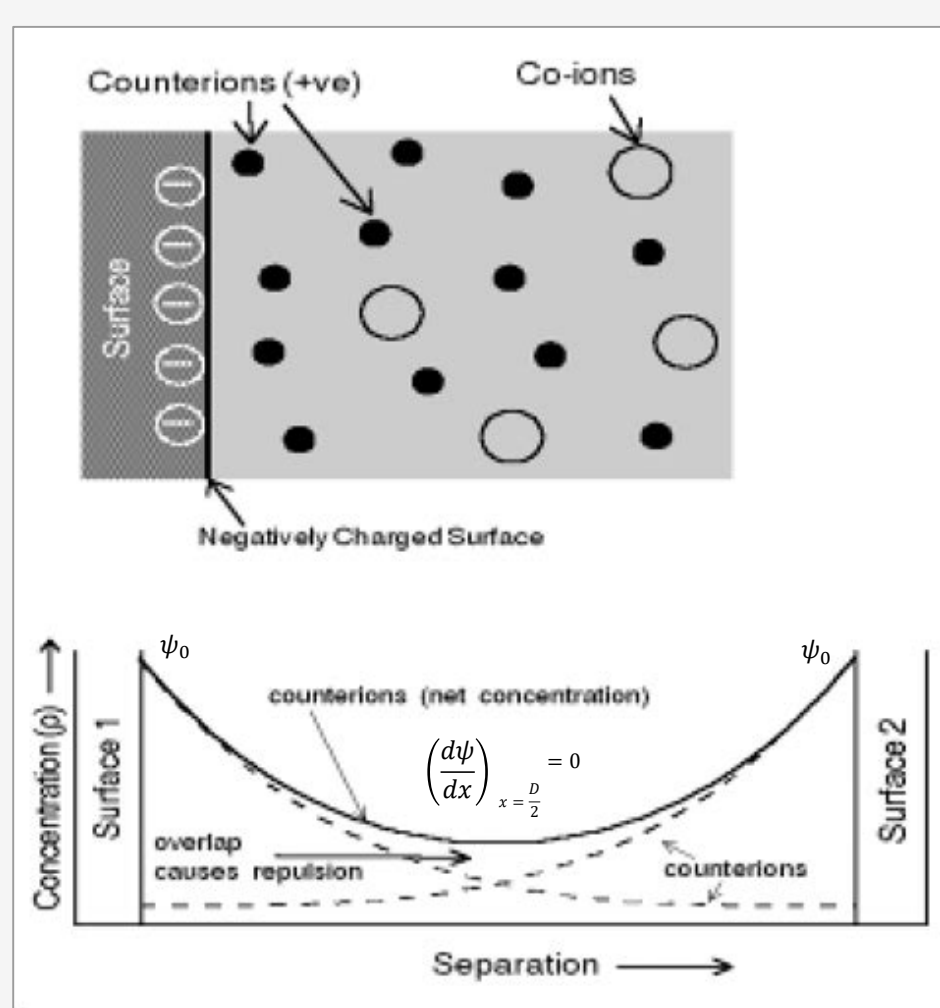 Counterions (+ve)
Co-ions
Surface
Negatively Charged Surface
ψ₀
ψ₀
counterions (net concentration)
(dψ/dx) x = D/2 = 0
Concentration (ρ)
Surface 1
Surface 2
overlap
causes repulsion
counterions
Separation